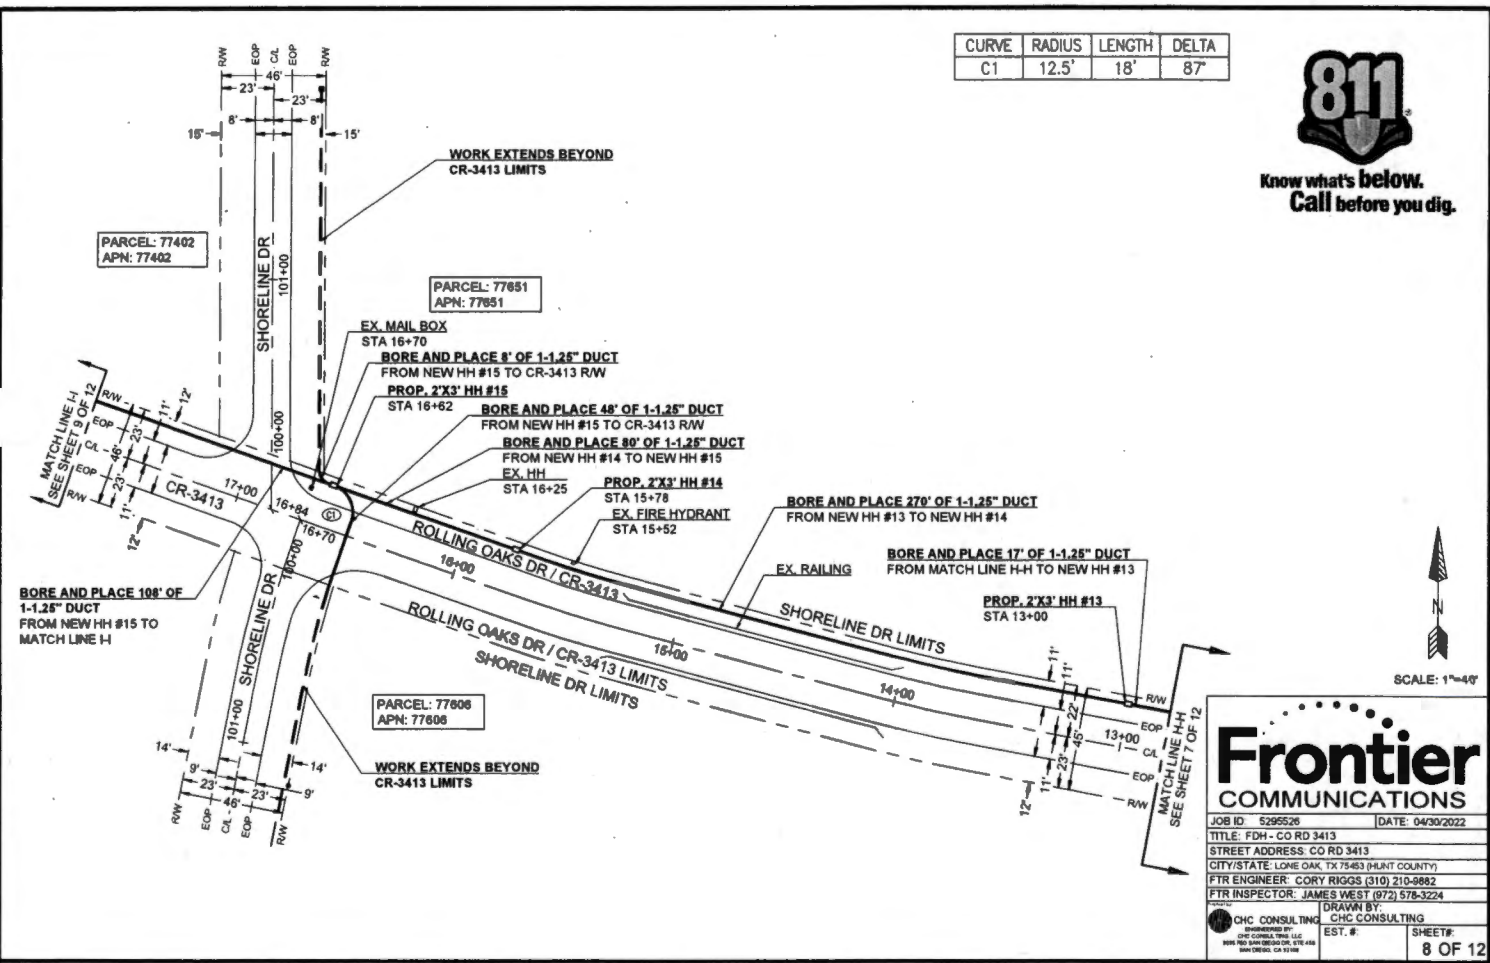 CURVE RADIUS LENGTH DELTA
C1 12.5' 18' 87°
811
Know what's below.
Call before you dig.
R/W EOP C/L EOP R/W
46'
23'
23'
8' 8'
15' 15'
WORK EXTENDS BEYOND
CR-3413 LIMITS
PARCEL: 77402
APN: 77402
SHORELINE DR
101+00
100+00
PARCEL: 77651
APN: 77651
EX. MAIL BOX
STA 16+70
BORE AND PLACE 8' OF 1-1.25" DUCT
FROM NEW HH #15 TO CR-3413 R/W
PROP. 2'X3' HH #15
STA 16+62
BORE AND PLACE 48' OF 1-1.25" DUCT
FROM NEW HH #15 TO CR-3413 R/W
BORE AND PLACE 80' OF 1-1.25" DUCT
FROM NEW HH #14 TO NEW HH #15
EX. HH
STA 16+25
PROP. 2'X3' HH #14
STA 15+78
EX. FIRE HYDRANT
STA 15+52
BORE AND PLACE 270' OF 1-1.25" DUCT
FROM NEW HH #13 TO NEW HH #14
EX. RAILING
BORE AND PLACE 17' OF 1-1.25" DUCT
FROM MATCH LINE H-H TO NEW HH #13
PROP. 2'X3' HH #13
STA 13+00
MATCH LINE I-I
SEE SHEET 9 OF 12
R/W
EOP
C/L
EOP
R/W
11'
12'
23'
46'
23'
11'
12'
CR-3413
17+00
16+84
C1
16+70
100+00
ROLLING OAKS DR / CR-3413
16+00
ROLLING OAKS DR / CR-3413 LIMITS
SHORELINE DR LIMITS
15+00
SHORELINE DR LIMITS
14+00
11'
11'
22'
45'
23'
11'
12'
R/W
EOP
13+00
C/L
EOP
R/W
MATCH LINE H-H
SEE SHEET 7 OF 12
BORE AND PLACE 108' OF
1-1.25" DUCT
FROM NEW HH #15 TO
MATCH LINE I-I
SHORELINE DR
101+00
PARCEL: 77606
APN: 77606
WORK EXTENDS BEYOND
CR-3413 LIMITS
14' 14'
9' 9'
23' 23'
46'
R/W EOP C/L EOP R/W
N
SCALE: 1"=40'
Frontier
COMMUNICATIONS
JOB ID: 5295526 DATE: 04/30/2022
TITLE: FDH - CO RD 3413
STREET ADDRESS: CO RD 3413
CITY/STATE: LONE OAK, TX 75453 (HUNT COUNTY)
FTR ENGINEER: CORY RIGGS (310) 210-9882
FTR INSPECTOR: JAMES WEST (972) 578-3224
CHC CONSULTING
ENGINEERED BY:
CHC CONSULTING, LLC
DRAWN BY:
CHC CONSULTING
EST. #:
SHEET#:
8 OF 12